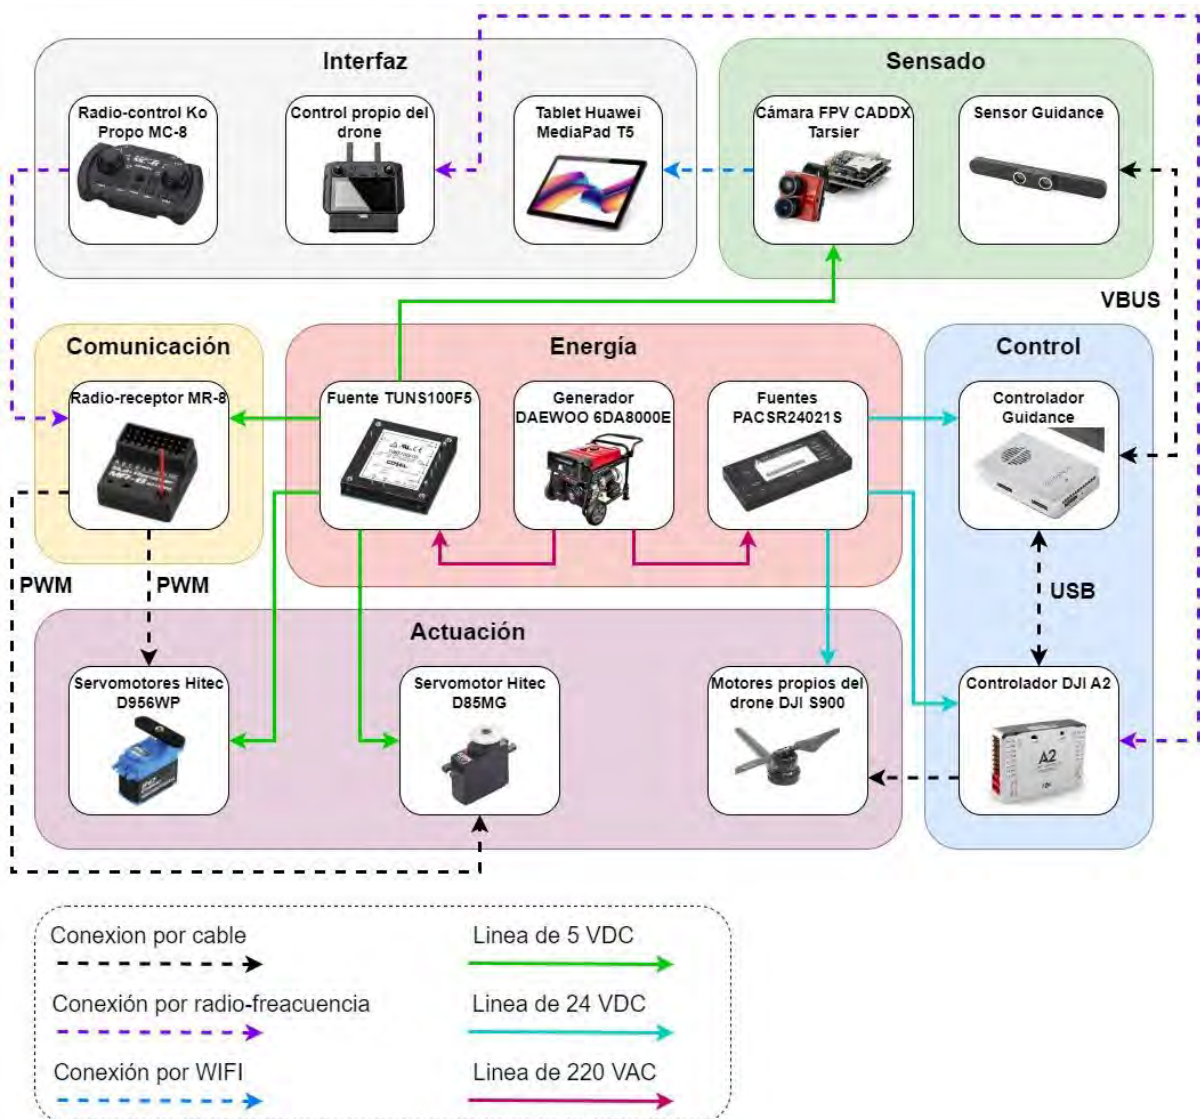 Interfaz
Sensado
Radio-control Ko
Propo MC-8
Control propio del
drone
Tablet Huawei
MediaPad T5
Cámara FPV CADDX
Tarsier
Sensor Guidance
VBUS
Comunicación
Energía
Control
Radio-receptor MR-8
Fuente TUNS100F5
Generador
DAEWOO 6DA8000E
Fuentes
PACSR24021S
Controlador
Guidance
PWM
PWM
USB
Actuación
Servomotores Hitec
D956WP
Servomotor Hitec
D85MG
Motores propios del
drone DJI S900
Controlador DJI A2
A2
Conexion por cable
Linea de 5 VDC
Conexión por radio-freacuencia
Linea de 24 VDC
Conexión por WIFI
Linea de 220 VAC